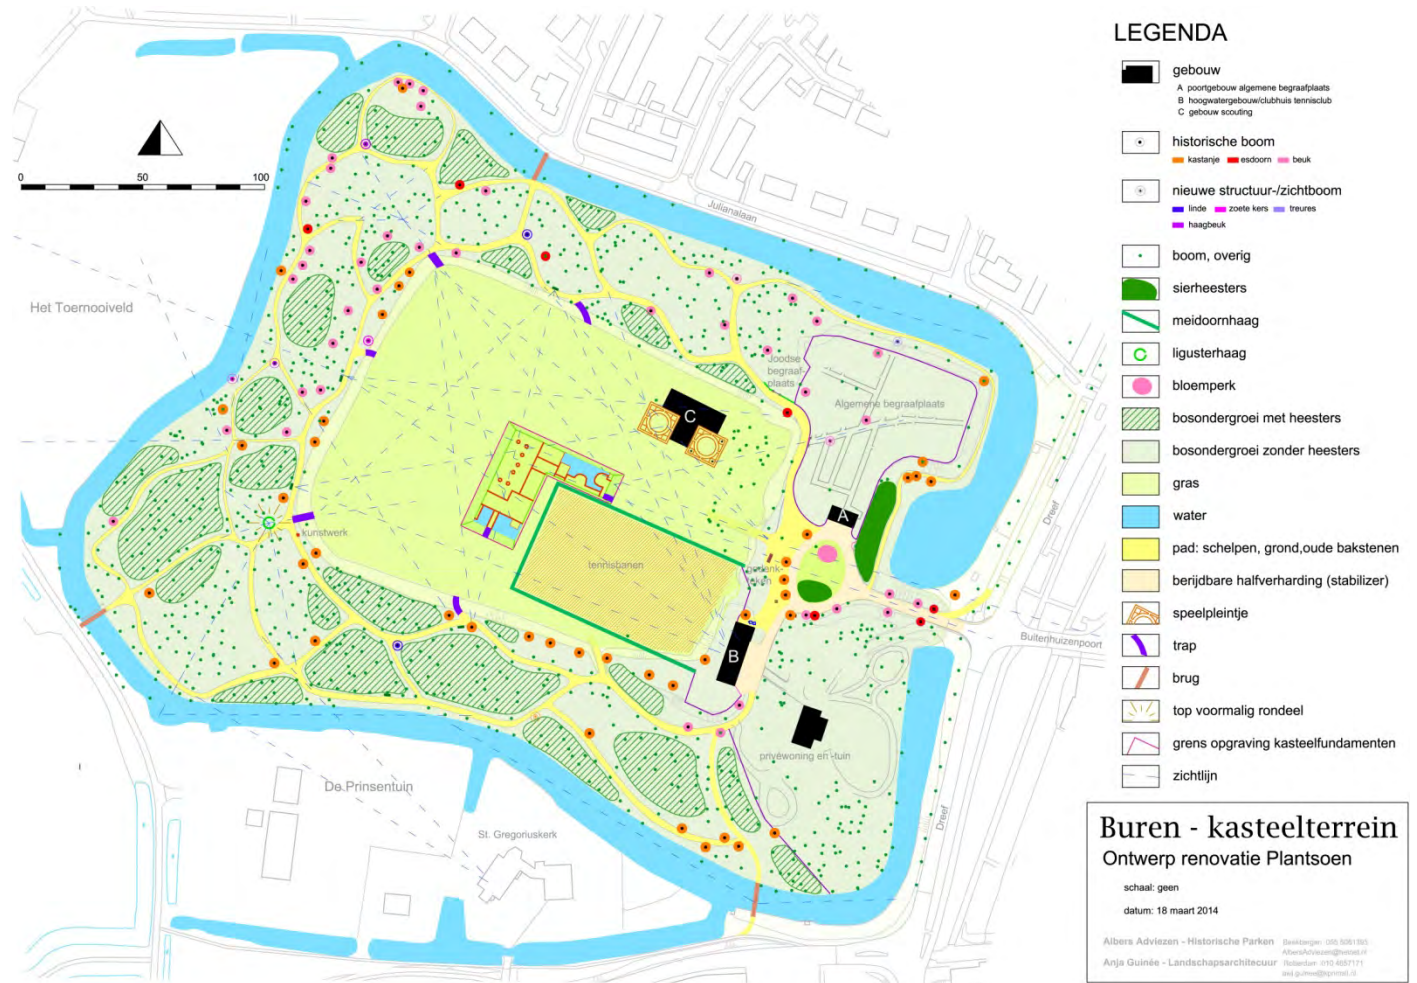 LEGENDA
gebouw
A poortgebouw algemene begraafplaats
B hoogwatergebouw/clubhuis tennisclub
C gebouw scouting
historische boom
kastanje esdoorn beuk
nieuwe structuur-/zichtboom
linde zoete kers treures
haagbeuk
boom, overig
sierheesters
meidoornhaag
ligusterhaag
bloemperk
bosondergroei met heesters
bosondergroei zonder heesters
gras
water
pad: schelpen, grond,oude bakstenen
berijdbare halfverharding (stabilizer)
speelpleintje
trap
brug
top voormalig rondeel
grens opgraving kasteelfundamenten
zichtlijn
Buren - kasteelterrein
Ontwerp renovatie Plantsoen
schaal: geen
datum: 18 maart 2014
Albers Adviezen - Historische Parken
Anja Guinée - Landschapsarchitecuur
0 50 100
Julianalaan
Het Toernooiveld
Joodse
begraaf-
plaats
Algemene begraafplaats
C
A
kunstwerk
tennisbanen
B
Dreef
Buitenhuizenpoort
privéwoning en -tuin
De Prinsentuin
St. Gregoriuskerk
Dreef